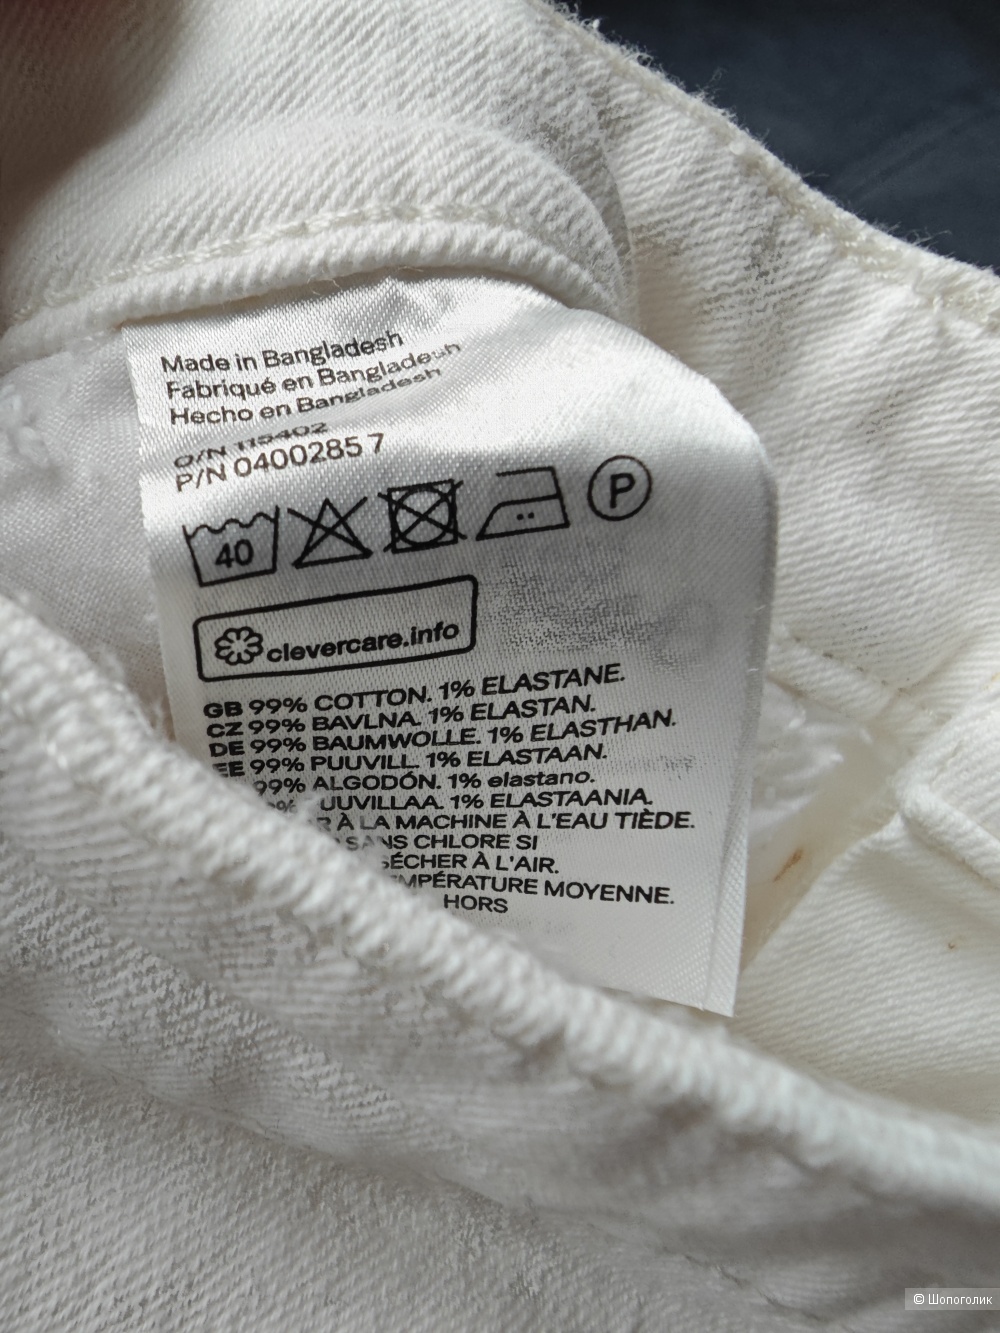 Made in Bangladesh
Fabriqué en Bangladesh
Hecho en Bangladesh
O/N 115402
P/N 0400285 7
40 P
clevercare.info
GB 99% COTTON. 1% ELASTANE.
CZ 99% BAVLNA. 1% ELASTAN.
DE 99% BAUMWOLLE. 1% ELASTHAN.
EE 99% PUUVILL. 1% ELASTAAN.
99% ALGODÓN. 1% elastano.
1% ELASTAANIA.
À LA MACHINE À L'EAU TIÈDE.
SANS CHLORE SI
SÉCHER À L'AIR.
MOYENNE.
HORS
© Шопоголик